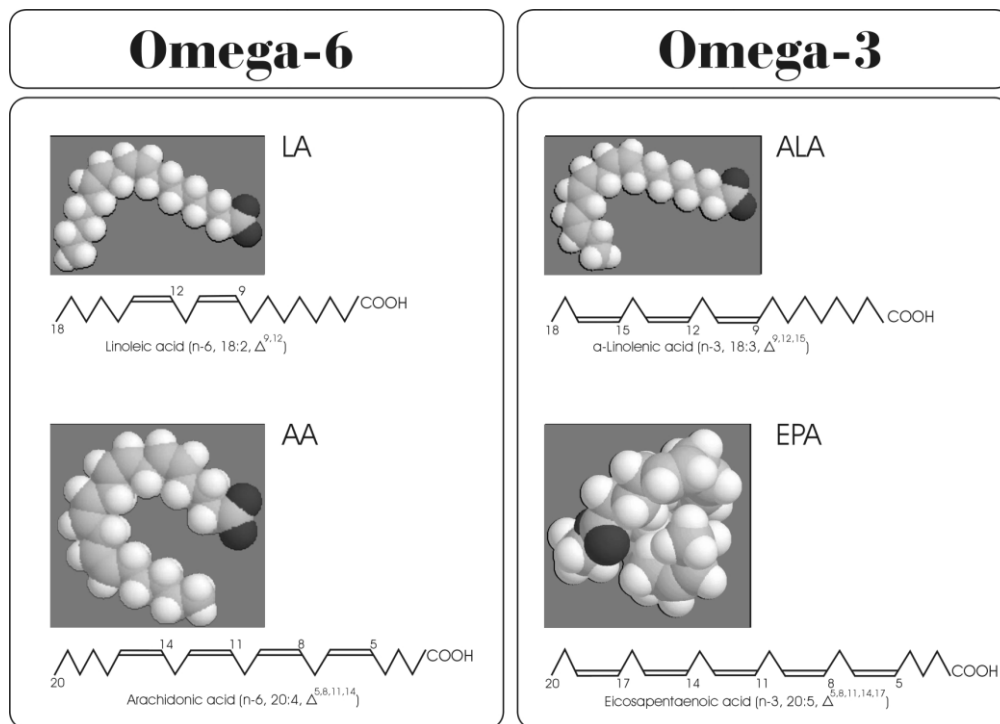 Omega-6
Omega-3
LA
12 9
COOH
18
Linoleic acid (n-6, 18:2, Δ9,12)
AA
14 11 8 5
COOH
20
Arachidonic acid (n-6, 20:4, Δ5,8,11,14)
ALA
COOH
18 15 12 9
α-Linolenic acid (n-3, 18:3, Δ9,12,15)
EPA
COOH
20 17 14 11 8 5
Eicosapentaenoic acid (n-3, 20:5, Δ5,8,11,14,17)